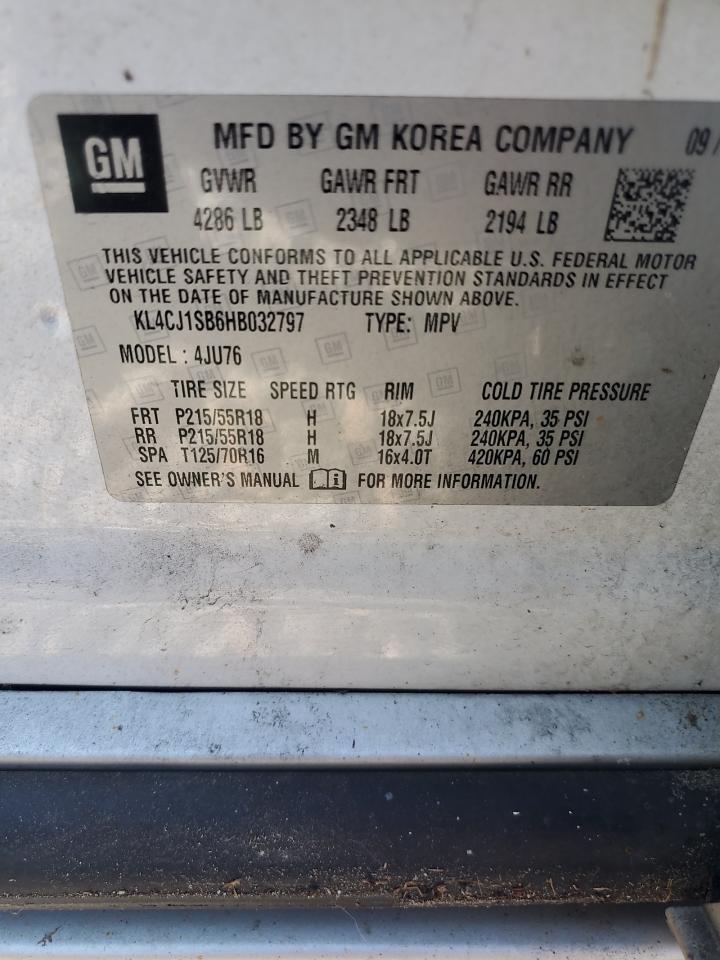 GM MFD BY GM KOREA COMPANY 09/
GVWR GAWR FRT GAWR RR
4286 LB 2348 LB 2194 LB
THIS VEHICLE CONFORMS TO ALL APPLICABLE U.S. FEDERAL MOTOR
VEHICLE SAFETY AND THEFT PREVENTION STANDARDS IN EFFECT
ON THE DATE OF MANUFACTURE SHOWN ABOVE.
KL4CJ1SB6HB032797 TYPE: MPV
MODEL : 4JU76
TIRE SIZE SPEED RTG RIM COLD TIRE PRESSURE
FRT P215/55R18 H 18x7.5J 240KPA, 35 PSI
RR P215/55R18 H 18x7.5J 240KPA, 35 PSI
SPA T125/70R16 M 16x4.0T 420KPA, 60 PSI
SEE OWNER'S MANUAL i FOR MORE INFORMATION.